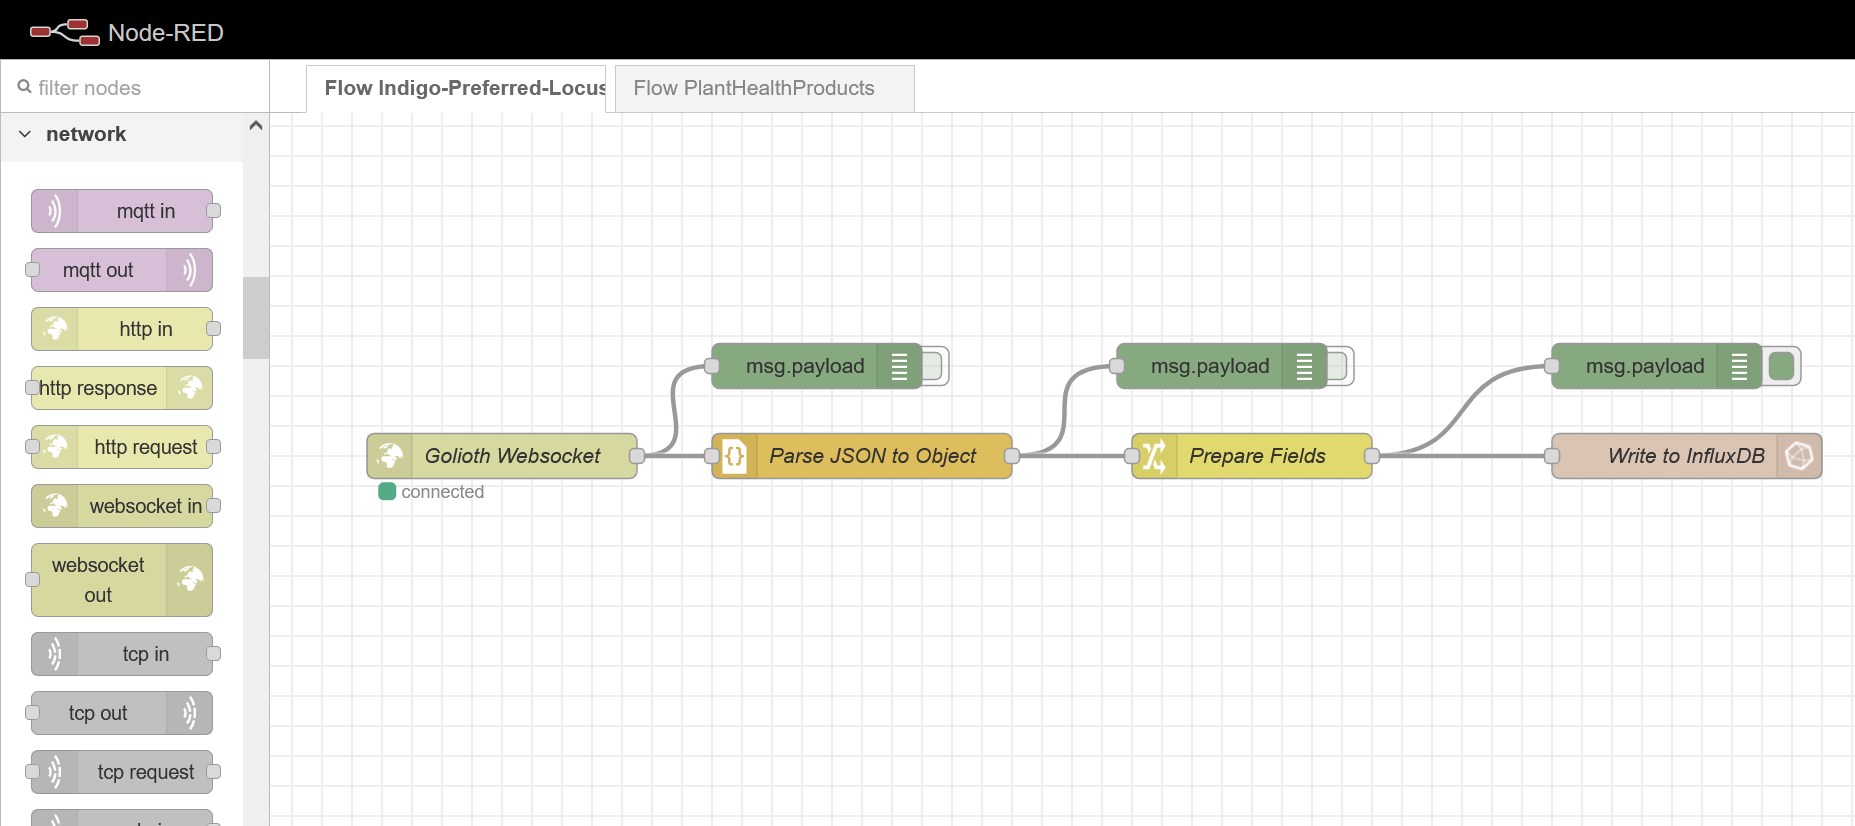 Node-RED
filter nodes
Flow Indigo-Preferred-Locus
Flow PlantHealthProducts
network
mqtt in
mqtt out
http in
http response
http request
websocket in
websocket
out
tcp in
tcp out
tcp request
msg.payload
msg.payload
msg.payload
Golioth Websocket
{}
Parse JSON to Object
Prepare Fields
Write to InfluxDB
connected